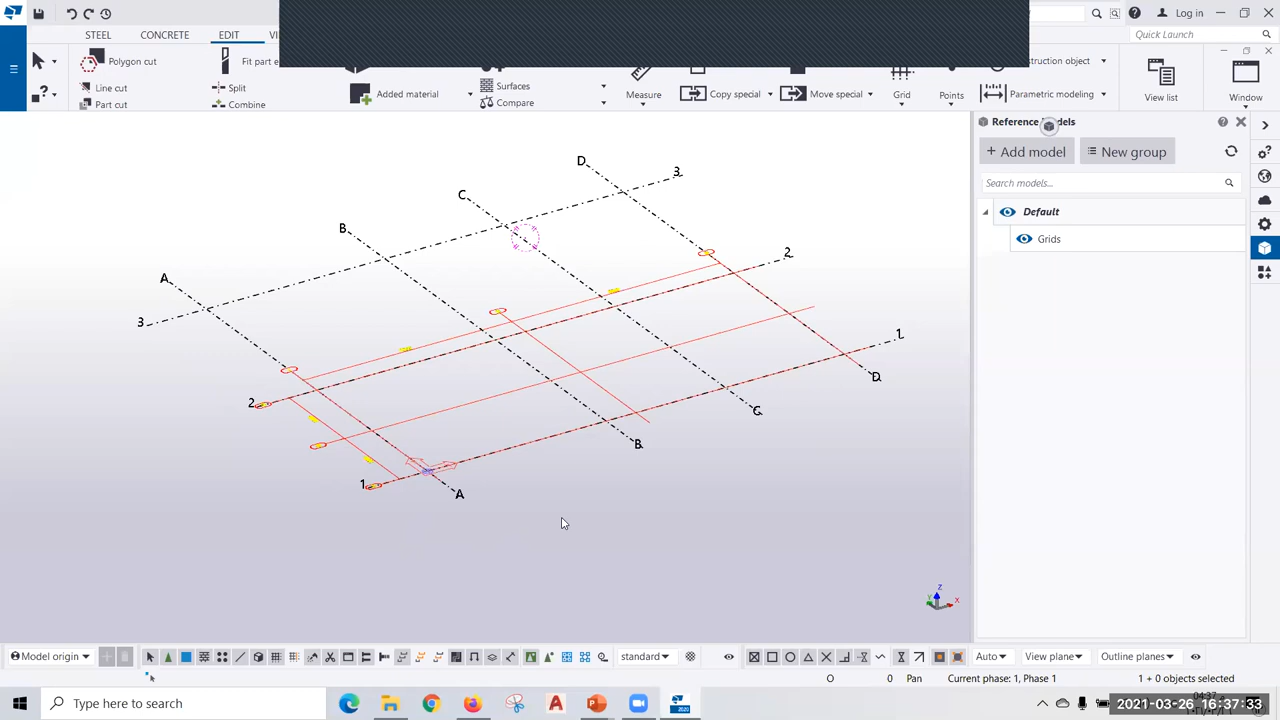 Log in
STEEL CONCRETE EDIT
Quick Launch
Polygon cut
Line cut
Part cut
Split
Combine
Added material
Surfaces
Compare
Measure
Copy special
Move special
Grid
Points
Parametric modeling
View list
Window
Reference
+ Add model
New group
Search models...
Default
Grids
D
3
C
B
2
A
3
1
D
2
C
B
1
A
Z
X
Model origin
standard
Auto
View plane
Outline planes
O
0
Pan
Current phase: 1, Phase 1
1 + 0 objects selected
Type here to search
2021-03-26 16:37:33